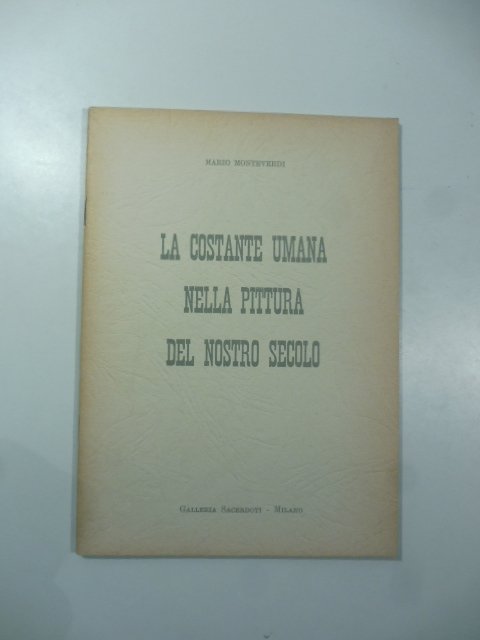 MARIO MONTEVERDI
LA COSTANTE UMANA
NELLA PITTURA
DEL NOSTRO SECOLO
GALLERIA SACERDOTI - MILANO